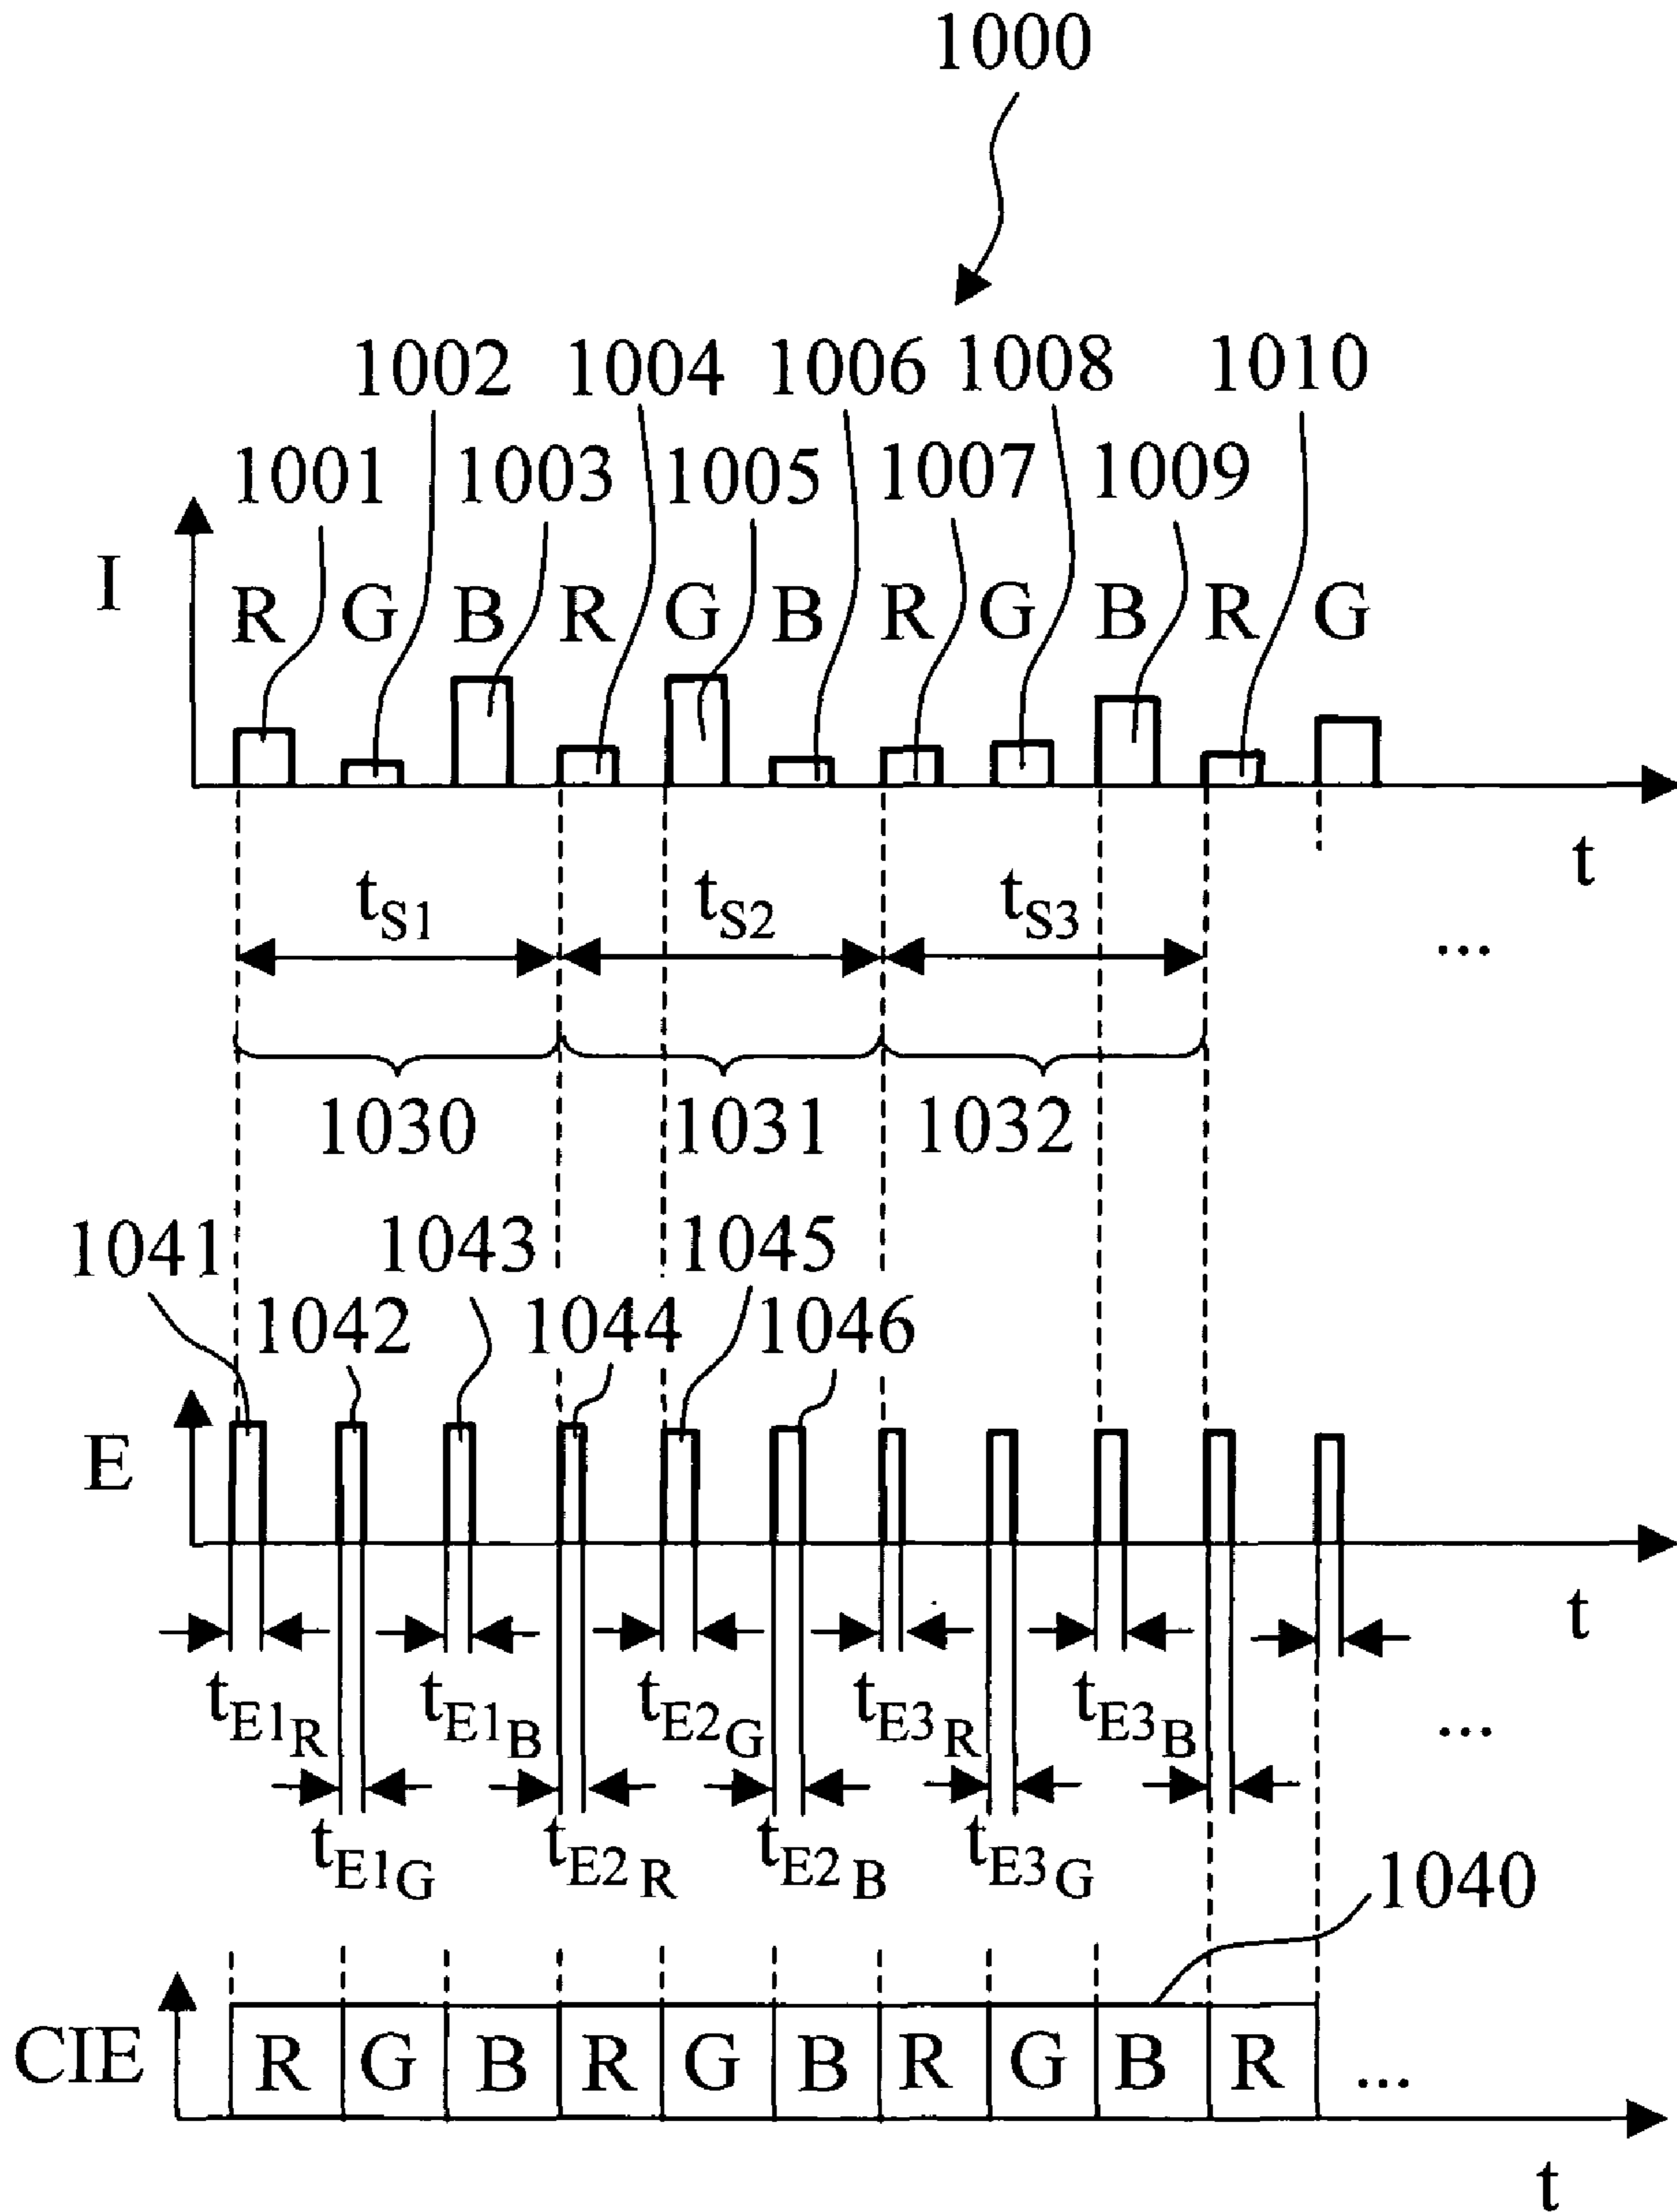 1000
1002 1004 1006 1008 1010
1001 1003 1005 1007 1009
I
R G B R G B R G B R G
t
tS1 tS2 tS3 ...
1030 1031 1032
1041 1043 1045
1042 1044 1046
E
t
tE1R tE1B tE2G tE3R tE3B ...
tE1G tE2R tE2B tE3G
1040
CIE R G B R G B R G B R ...
t